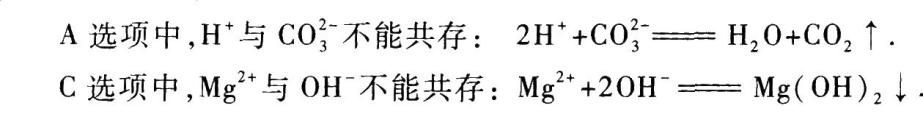 A 选项中,H⁺与 CO₃²⁻不能共存: 2H⁺+CO₃²⁻══ H₂O+CO₂↑.
C 选项中,Mg²⁺与 OH⁻不能共存:Mg²⁺+2OH⁻══ Mg(OH)₂↓.